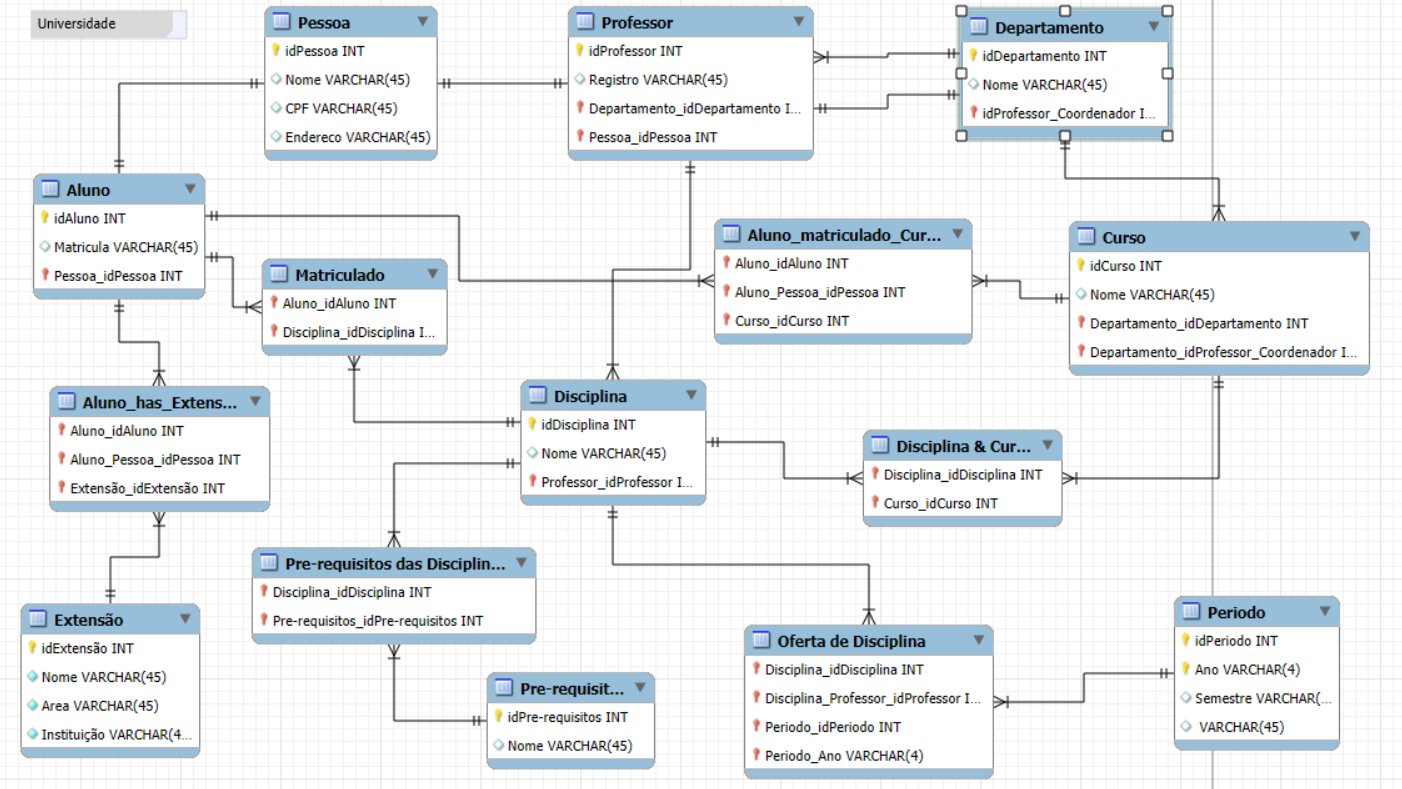 Universidade
Pessoa
idPessoa INT
Nome VARCHAR(45)
CPF VARCHAR(45)
Endereco VARCHAR(45)
Professor
idProfessor INT
Registro VARCHAR(45)
Departamento_idDepartamento I...
Pessoa_idPessoa INT
Departamento
idDepartamento INT
Nome VARCHAR(45)
idProfessor_Coordenador I...
Aluno
idAluno INT
Matricula VARCHAR(45)
Pessoa_idPessoa INT
Matriculado
Aluno_idAluno INT
Disciplina_idDisciplina I...
Aluno_matriculado_Cur...
Aluno_idAluno INT
Aluno_Pessoa_idPessoa INT
Curso_idCurso INT
Curso
idCurso INT
Nome VARCHAR(45)
Departamento_idDepartamento INT
Departamento_idProfessor_Coordenador I...
Aluno_has_Extens...
Aluno_idAluno INT
Aluno_Pessoa_idPessoa INT
Extensão_idExtensão INT
Disciplina
idDisciplina INT
Nome VARCHAR(45)
Professor_idProfessor I...
Disciplina & Cur...
Disciplina_idDisciplina INT
Curso_idCurso INT
Pre-requisitos das Disciplin...
Disciplina_idDisciplina INT
Pre-requisitos_idPre-requisitos INT
Extensão
idExtensão INT
Nome VARCHAR(45)
Area VARCHAR(45)
Instituição VARCHAR(4...
Pre-requisit...
idPre-requisitos INT
Nome VARCHAR(45)
Oferta de Disciplina
Disciplina_idDisciplina INT
Disciplina_Professor_idProfessor I...
Periodo_idPeriodo INT
Periodo_Ano VARCHAR(4)
Periodo
idPeriodo INT
Ano VARCHAR(4)
Semestre VARCHAR(...
VARCHAR(45)